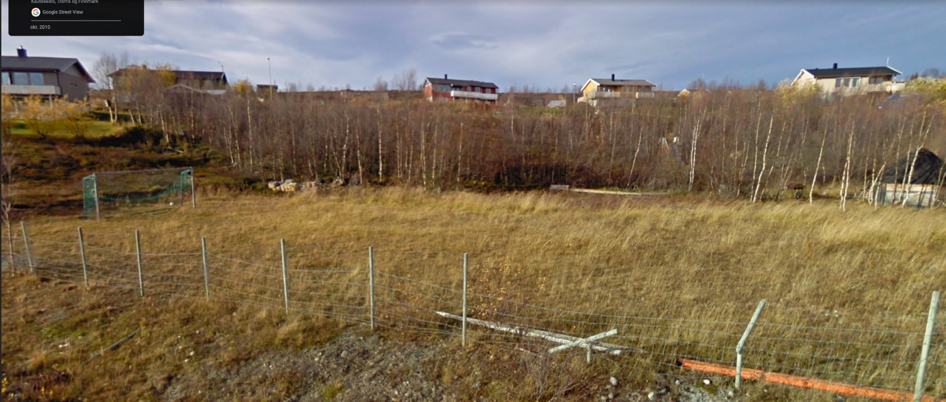 Kautokeino, Troms og Finnmark
Google Street View
okt. 2010